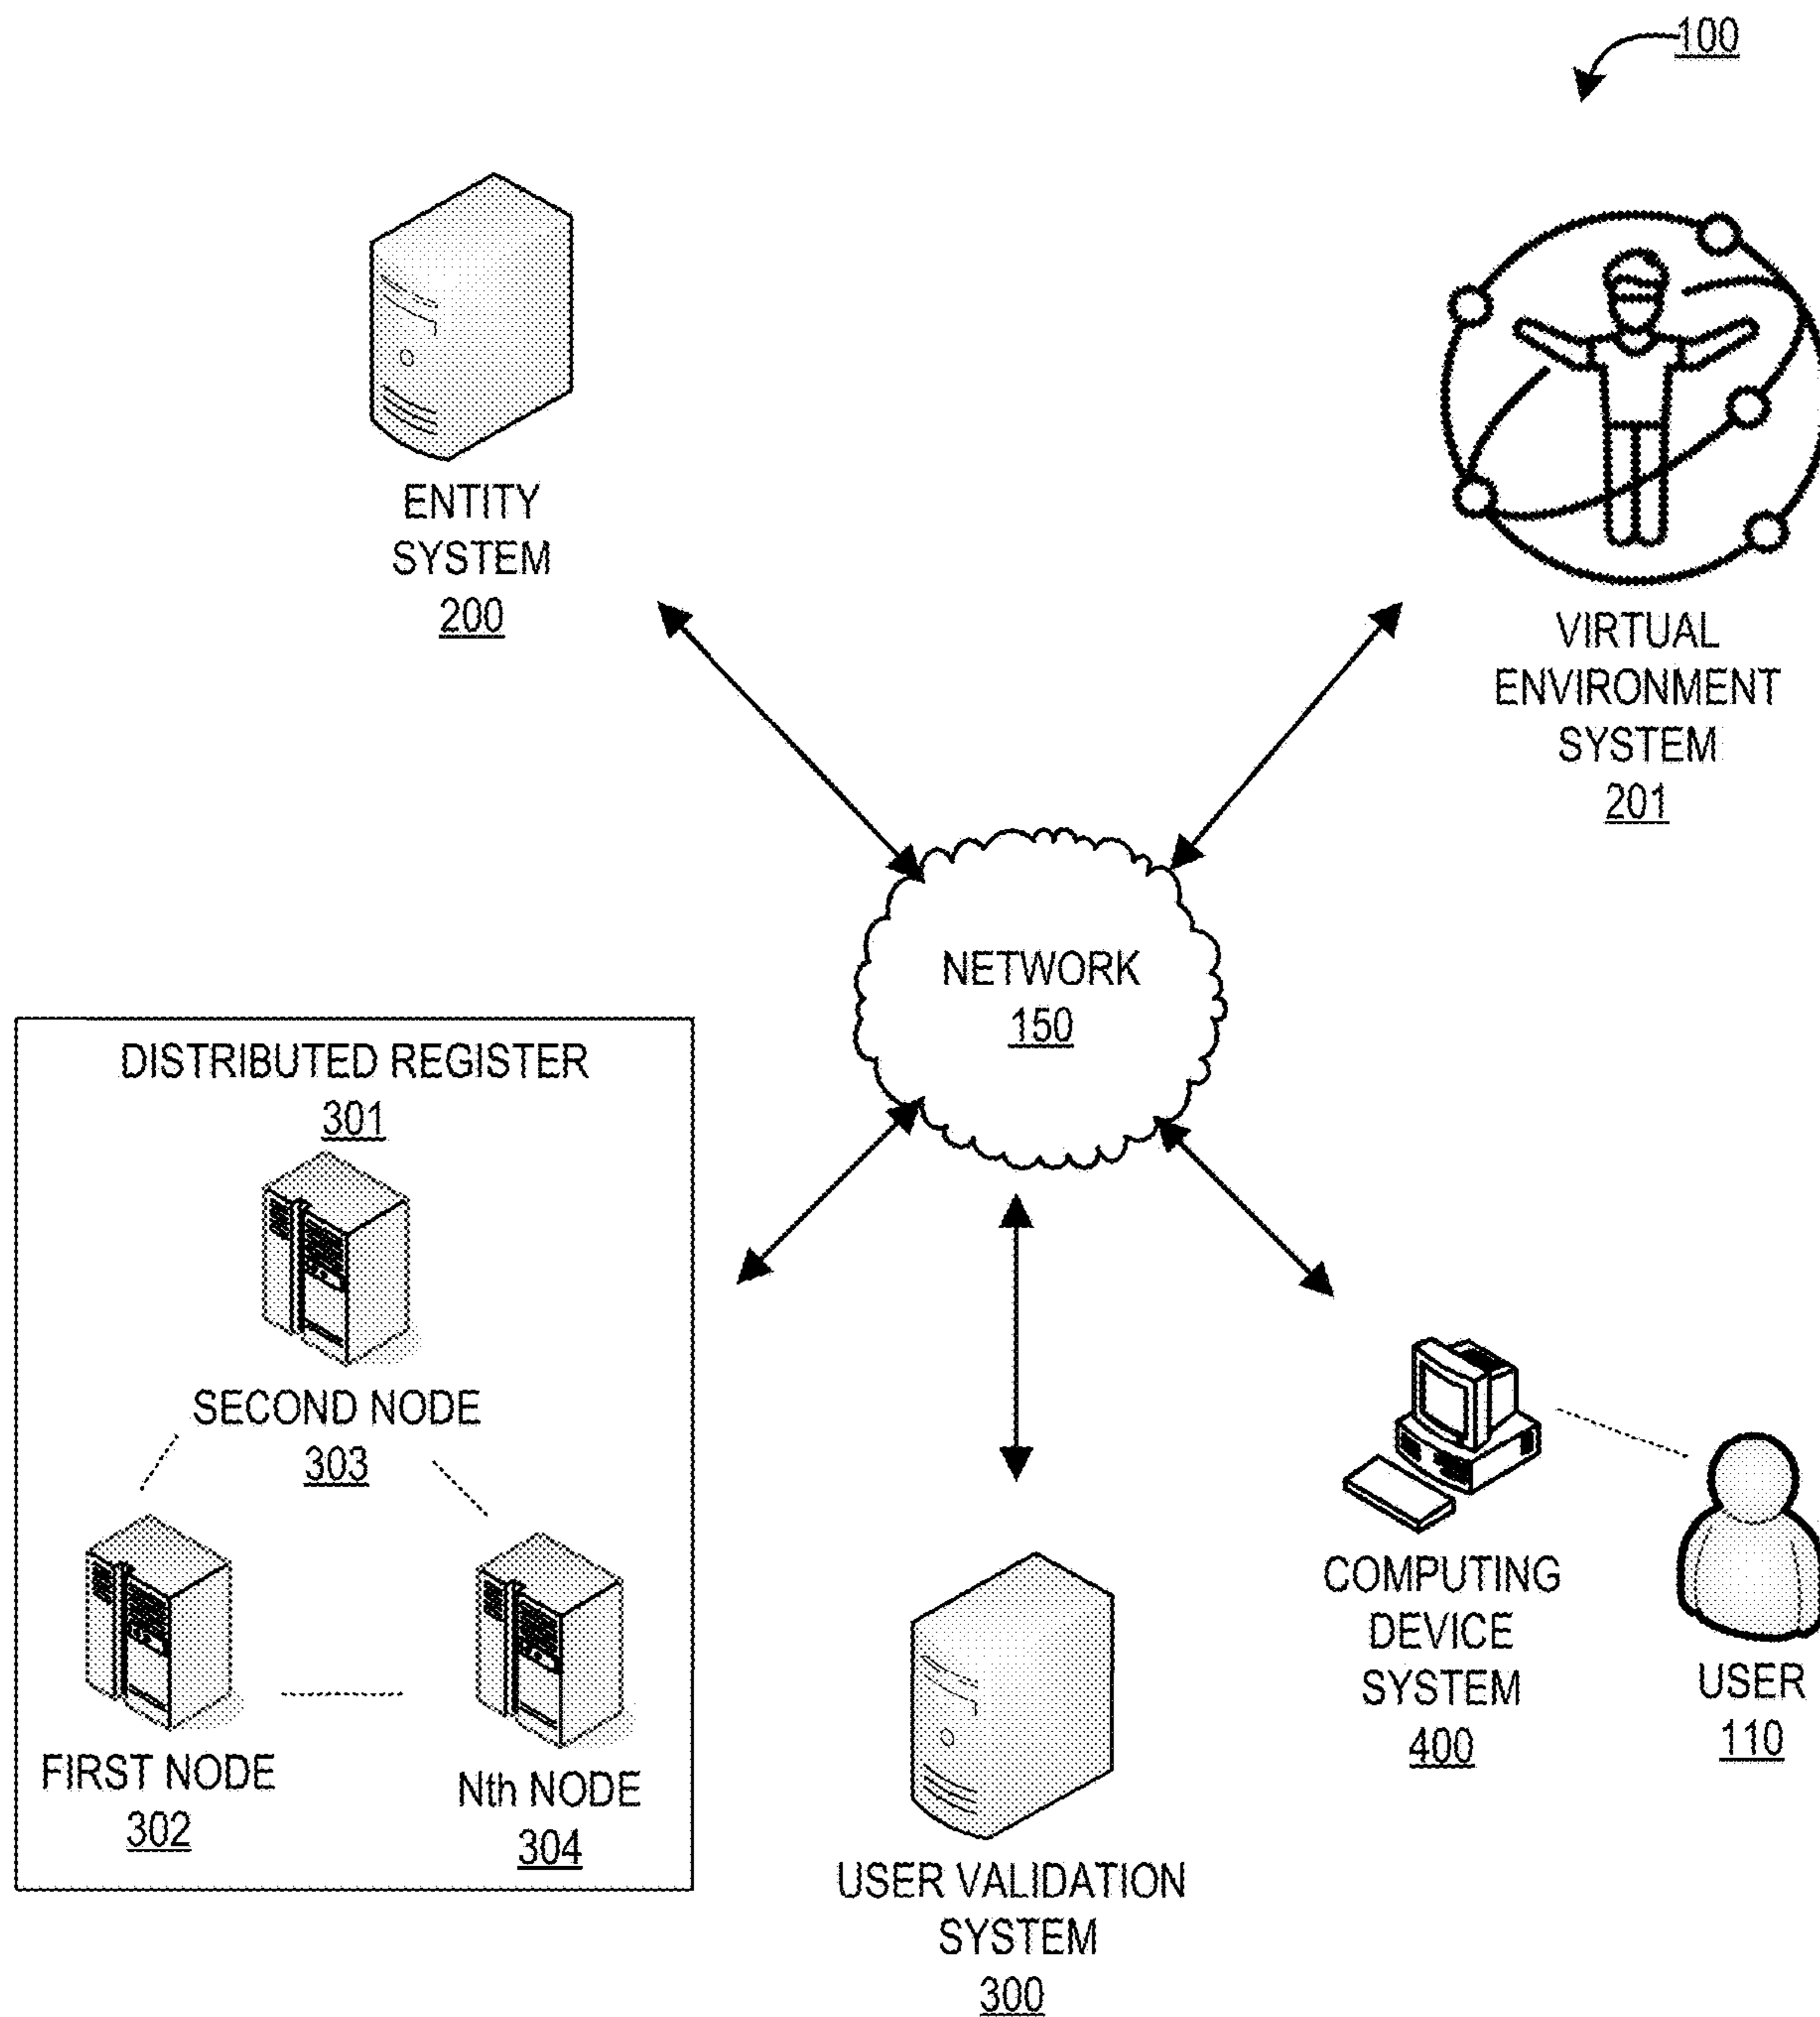 100
ENTITY
SYSTEM
200
VIRTUAL
ENVIRONMENT
SYSTEM
201
NETWORK
150
DISTRIBUTED REGISTER
301
SECOND NODE
303
FIRST NODE
302
Nth NODE
304
USER VALIDATION
SYSTEM
300
COMPUTING
DEVICE
SYSTEM
400
USER
110